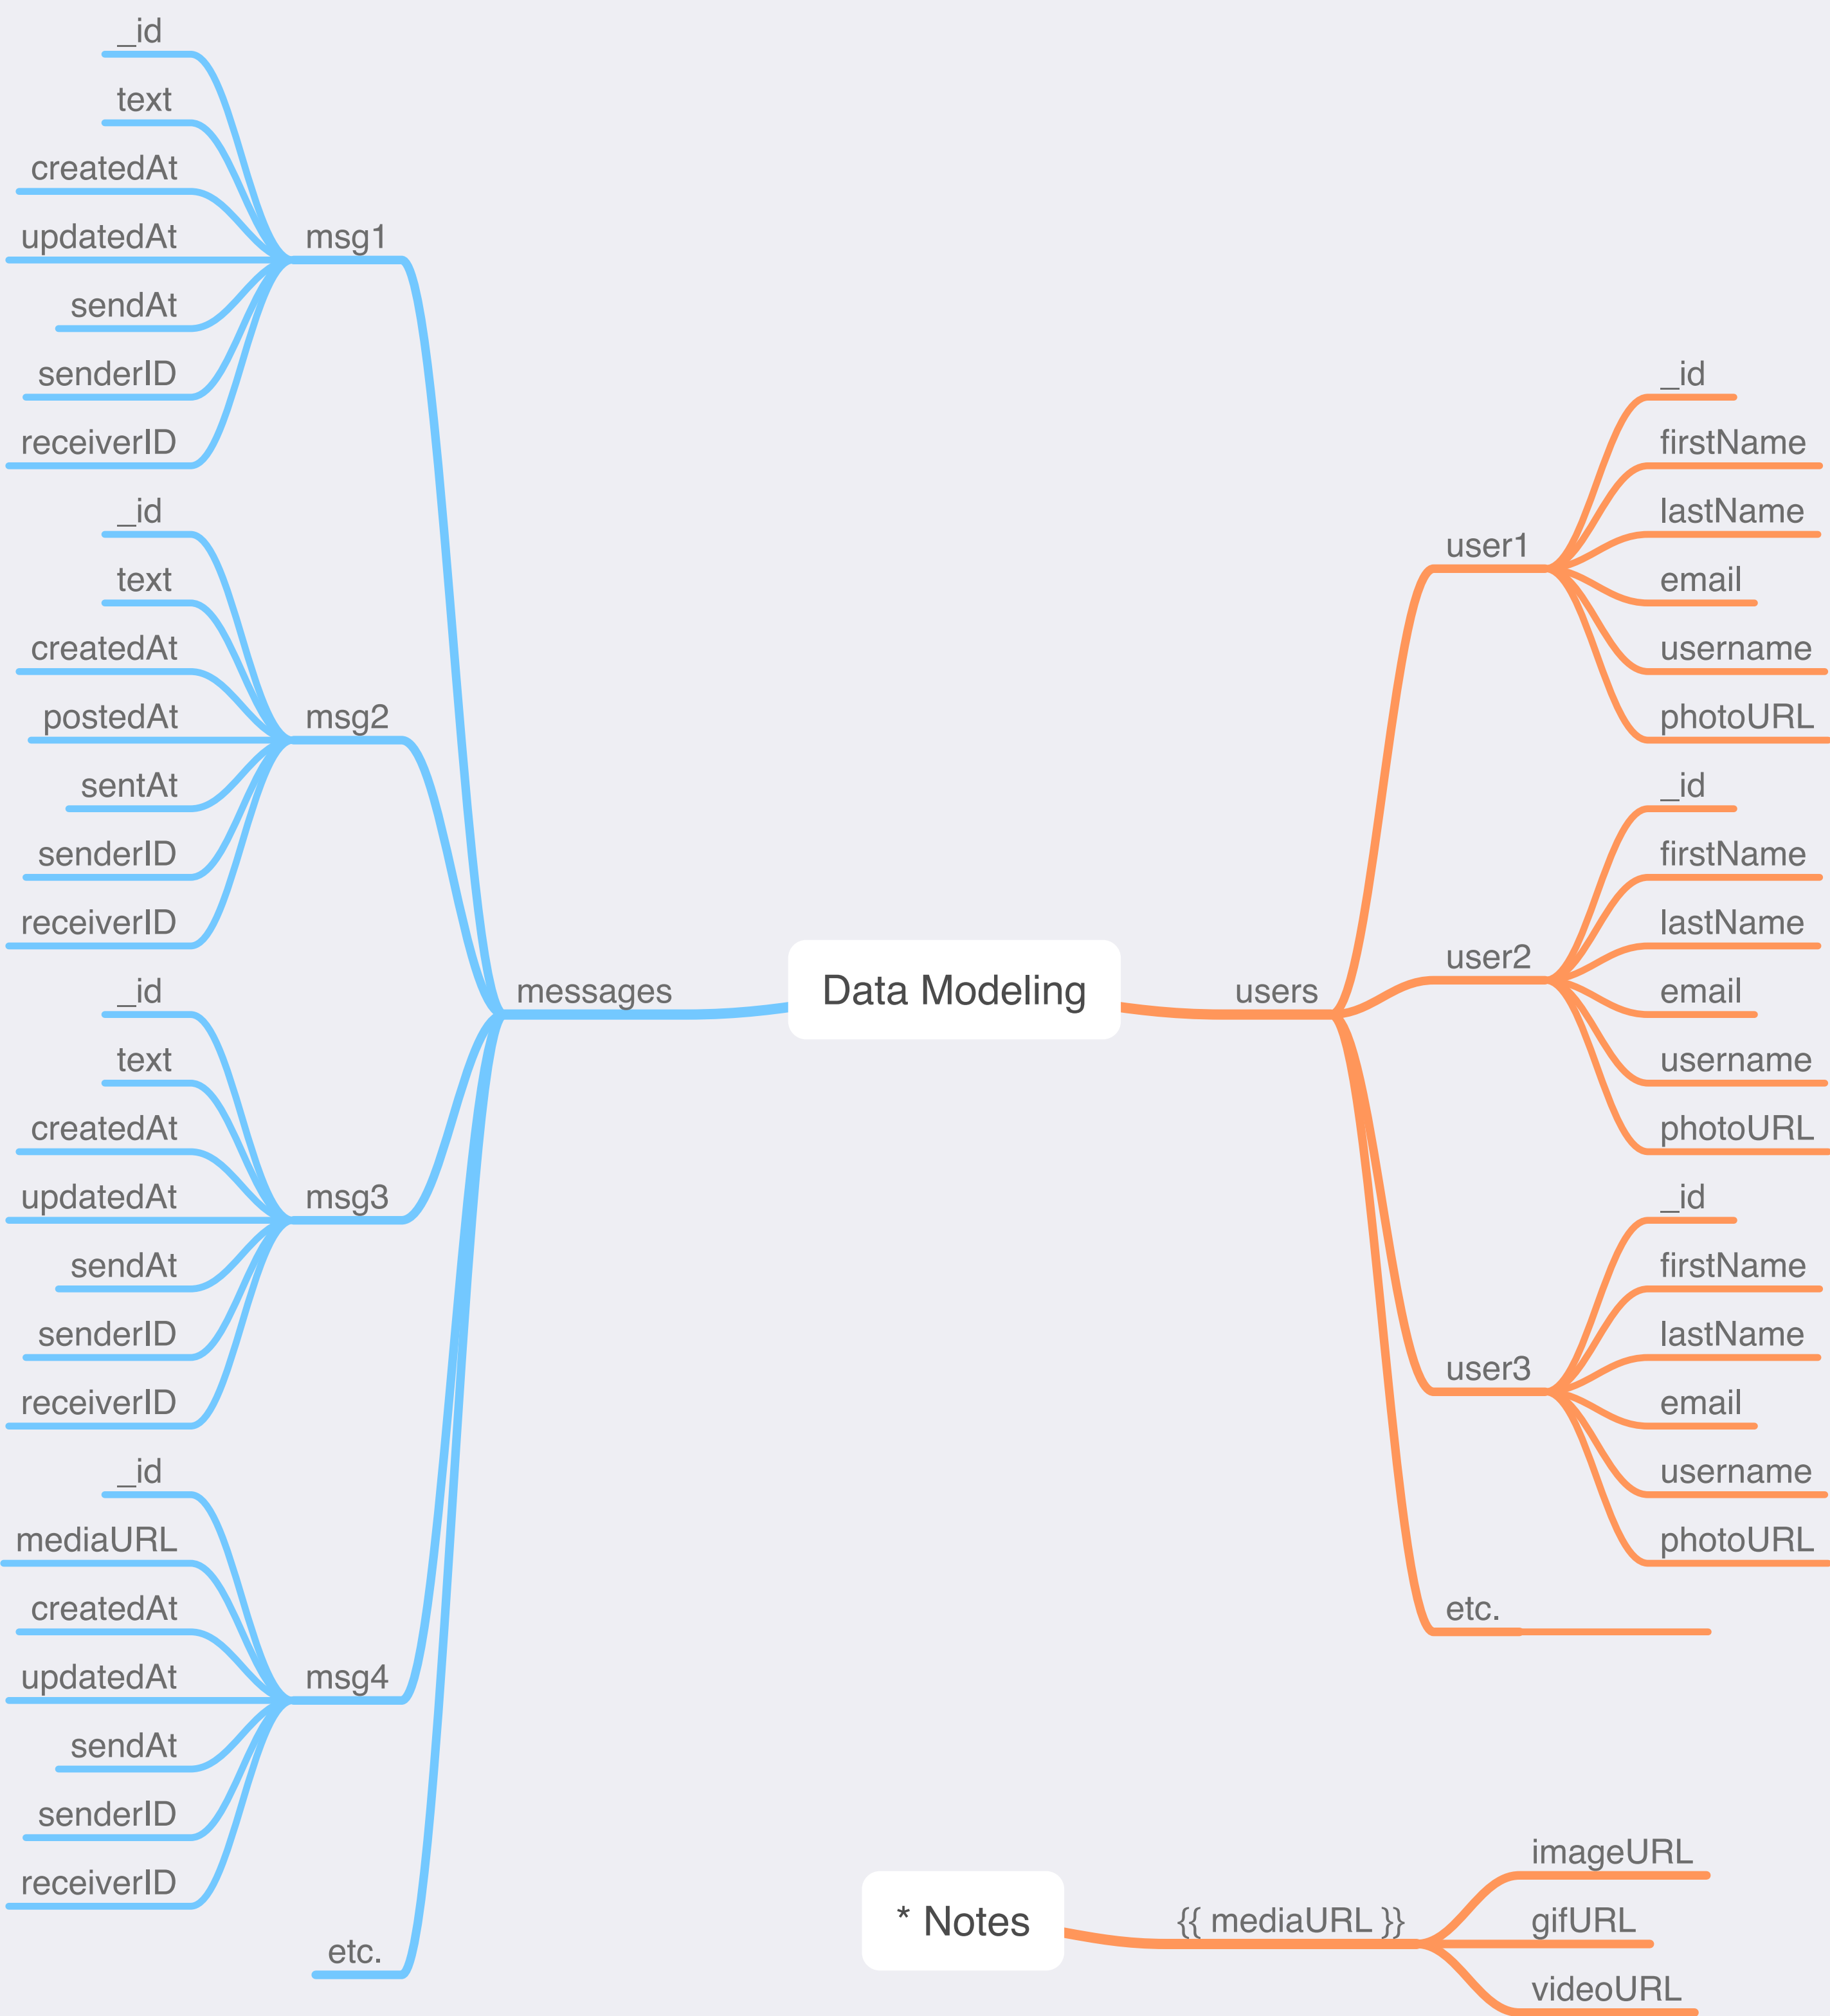 Data Modeling
messages
msg1
_id
text
createdAt
updatedAt
sendAt
senderID
receiverID
msg2
_id
text
createdAt
postedAt
sentAt
senderID
receiverID
msg3
_id
text
createdAt
updatedAt
sendAt
senderID
receiverID
msg4
_id
mediaURL
createdAt
updatedAt
sendAt
senderID
receiverID
etc.
users
user1
_id
firstName
lastName
email
username
photoURL
user2
_id
firstName
lastName
email
username
photoURL
user3
_id
firstName
lastName
email
username
photoURL
etc.
* Notes
{{ mediaURL }}
imageURL
gifURL
videoURL